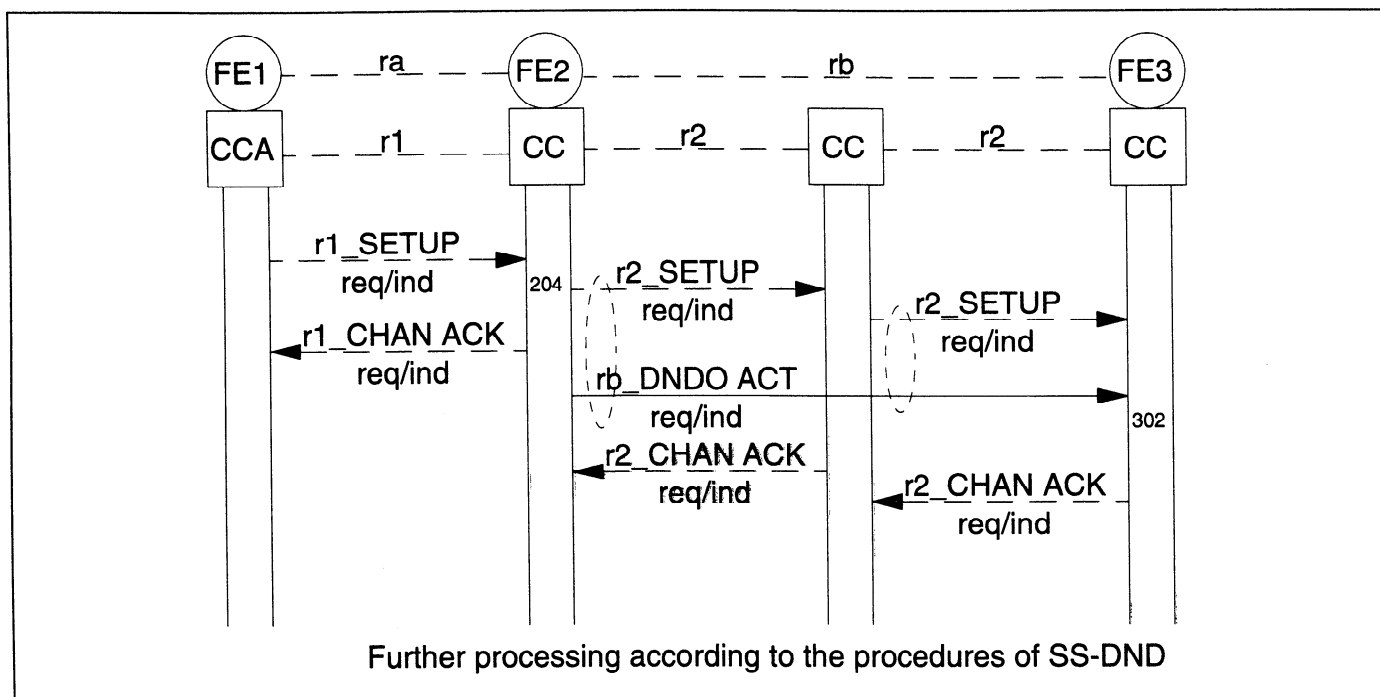 FE1 ra FE2 rb FE3
CCA r1 CC r2 CC r2 CC
r1_SETUP
req/ind
204
r2_SETUP
req/ind
r2_SETUP
req/ind
r1_CHAN ACK
req/ind
rb_DNDO ACT
req/ind
302
r2_CHAN ACK
req/ind
r2_CHAN ACK
req/ind
Further processing according to the procedures of SS-DND